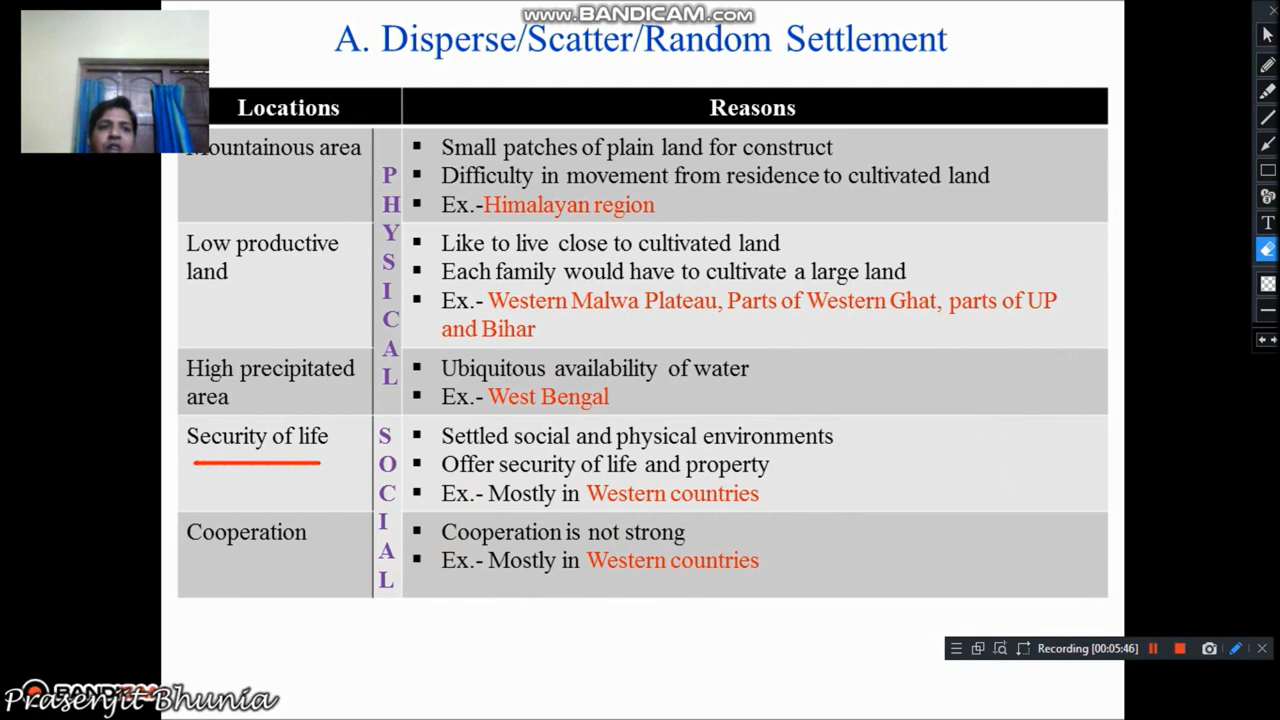 www.BANDICAM.com
A. Disperse/Scatter/Random Settlement
Locations
Reasons
Mountainous area
▪ Small patches of plain land for construct
▪ Difficulty in movement from residence to cultivated land
▪ Ex.-Himalayan region
Low productive
land
▪ Like to live close to cultivated land
▪ Each family would have to cultivate a large land
▪ Ex.- Western Malwa Plateau, Parts of Western Ghat, parts of UP
and Bihar
High precipitated
area
▪ Ubiquitous availability of water
▪ Ex.- West Bengal
PHYSICAL
Security of life
▪ Settled social and physical environments
▪ Offer security of life and property
▪ Ex.- Mostly in Western countries
Cooperation
▪ Cooperation is not strong
▪ Ex.- Mostly in Western countries
SOCIAL
T
Recording [00:05:46]
BANDICAM
Prasenjit Bhunia